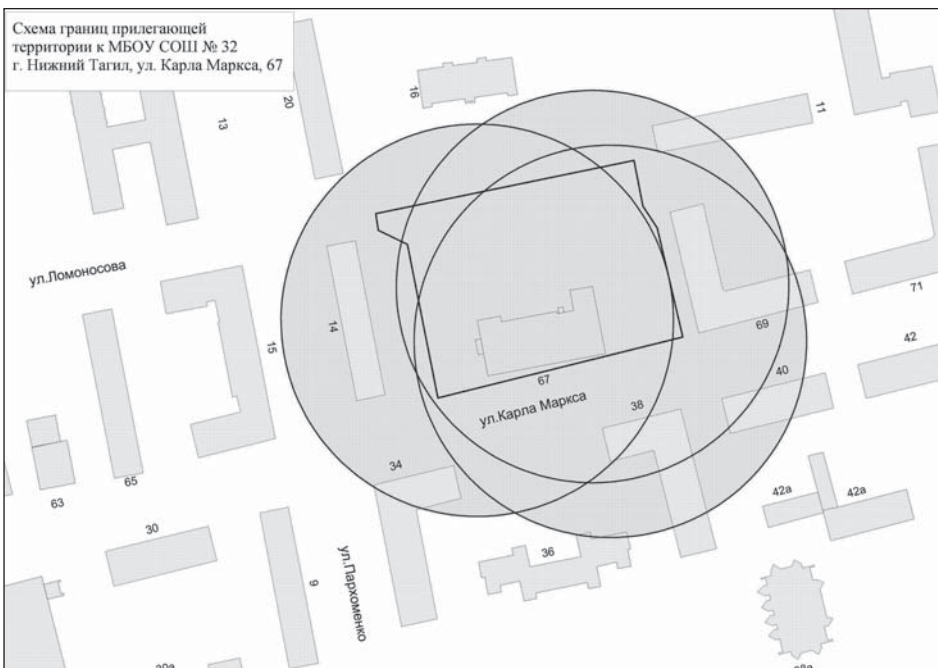 Схема границ прилегающей
территории к МБОУ СОШ № 32
г. Нижний Тагил, ул. Карла Маркса, 67
16
20
13
11
ул.Ломоносова
14
15
71
69
42
67
40
ул.Карла Маркса
38
34
63
65
42а
42а
30
36
9
ул.Пархоменко